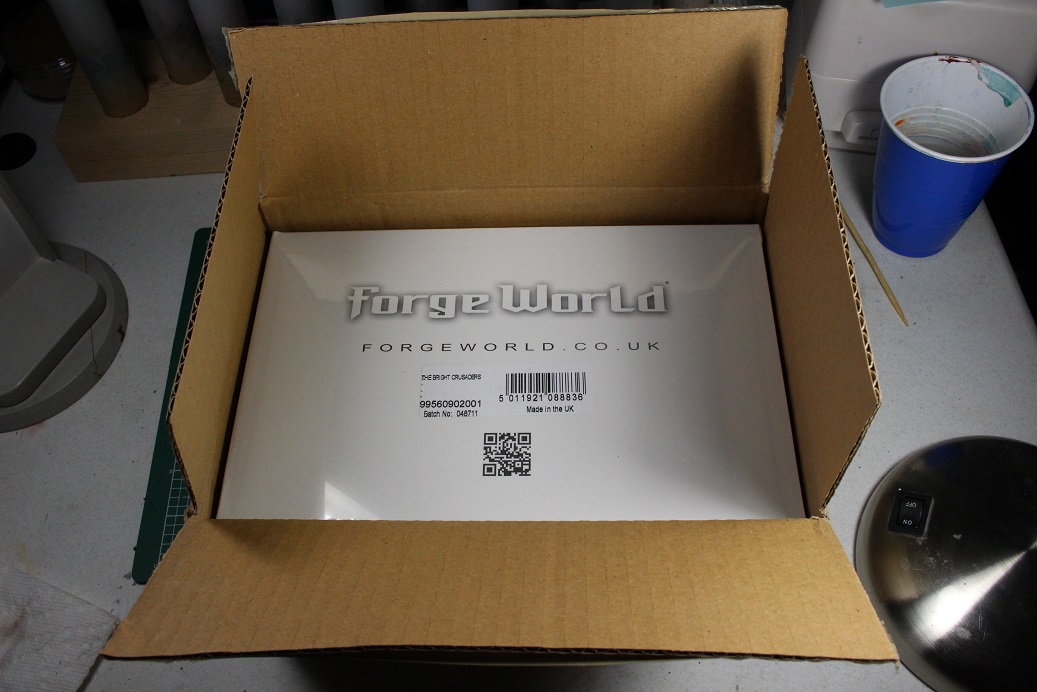 Forge World
FORGEWORLD.CO.UK
THE BRIGHT CRUSADERS
99560902001
Batch No: 048711
5 011921 088836
Made in the UK
OFF
ON